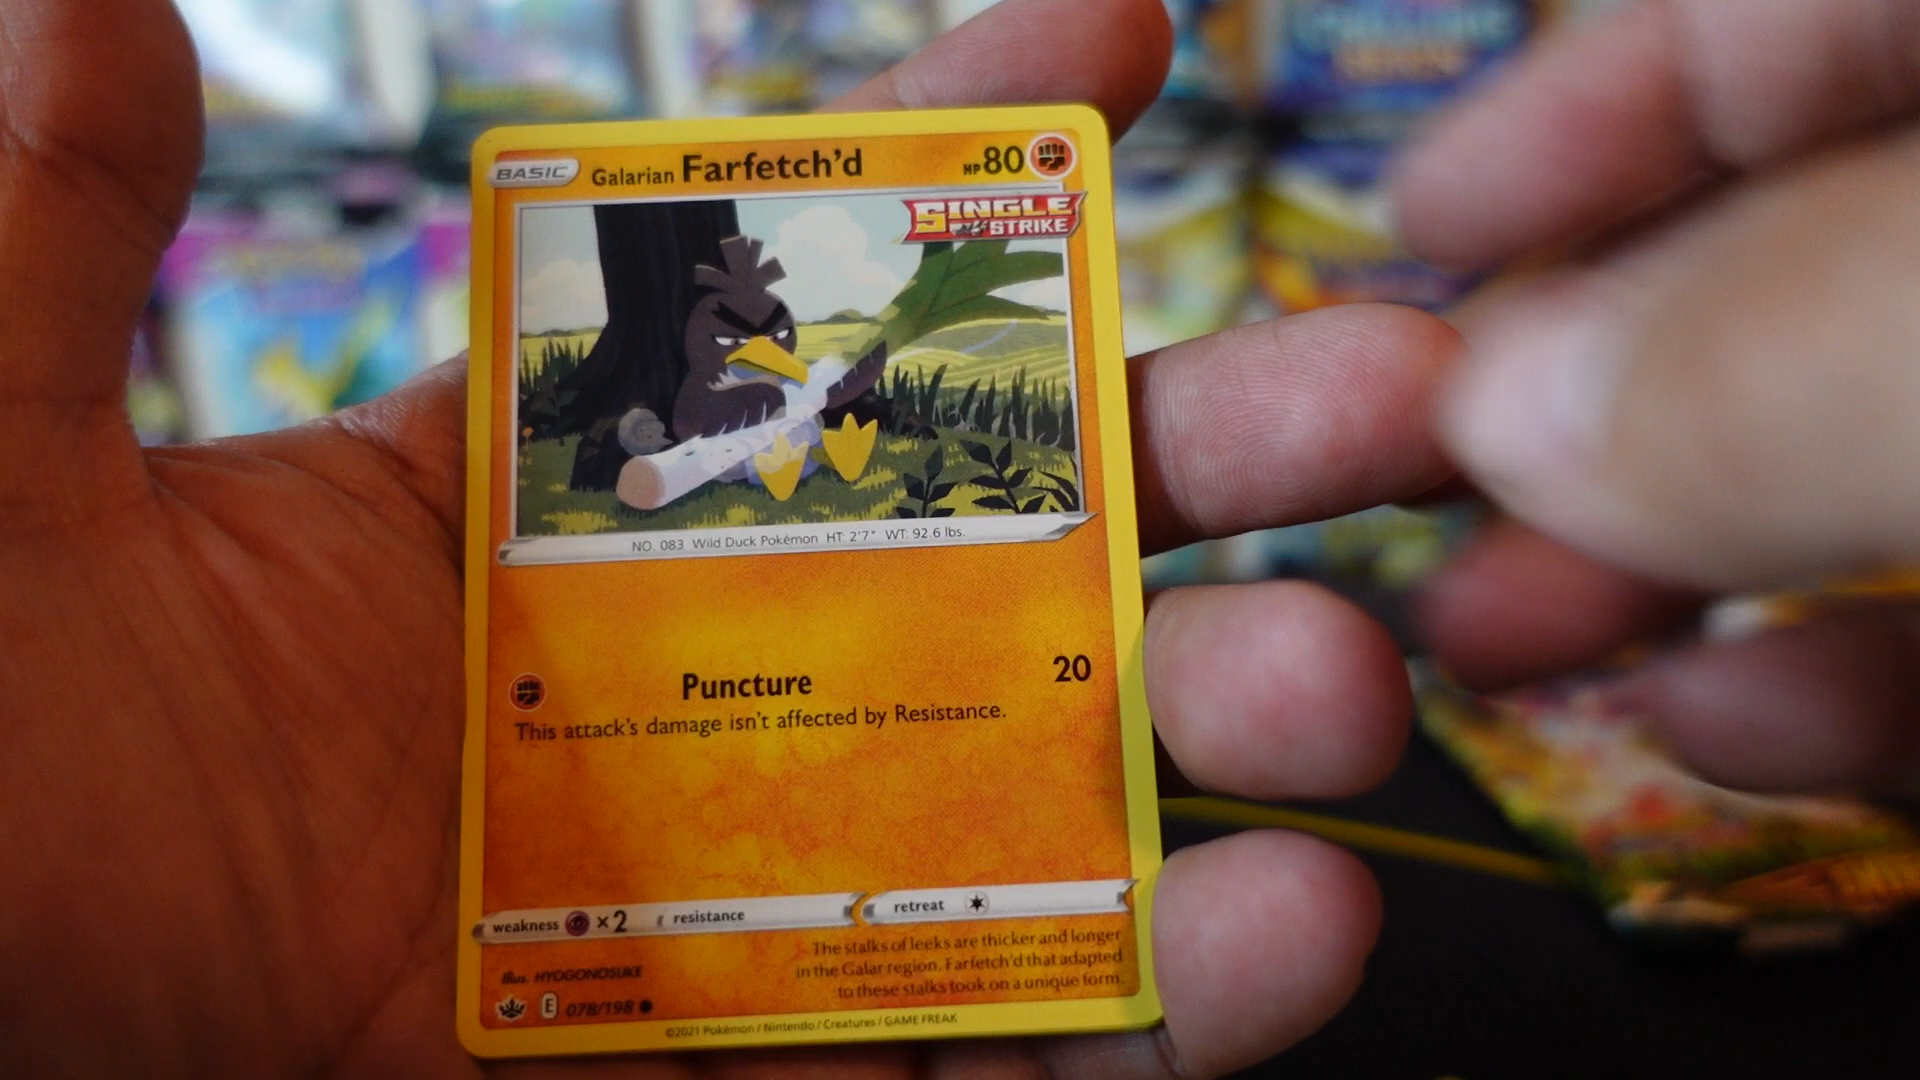 BASIC Galarian Farfetch'd HP 80
SINGLE
STRIKE
NO. 083 Wild Duck Pokémon HT: 2'7" WT: 92.6 lbs.
Puncture 20
This attack's damage isn't affected by Resistance.
weakness ×2 resistance retreat
The stalks of leeks are thicker and longer
in the Galar region. Farfetch'd that adapted
to these stalks took on a unique form.
Illus. HYOGONOSUKE
E 078/198
©2021 Pokémon / Nintendo / Creatures / GAME FREAK